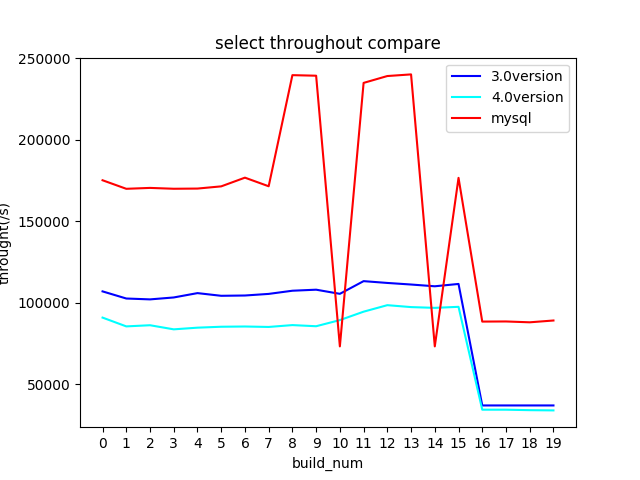 select throughout compare
250000
200000
150000
100000
50000
throught(/s)
3.0version
4.0version
mysql
0 1 2 3 4 5 6 7 8 9 10 11 12 13 14 15 16 17 18 19
build_num